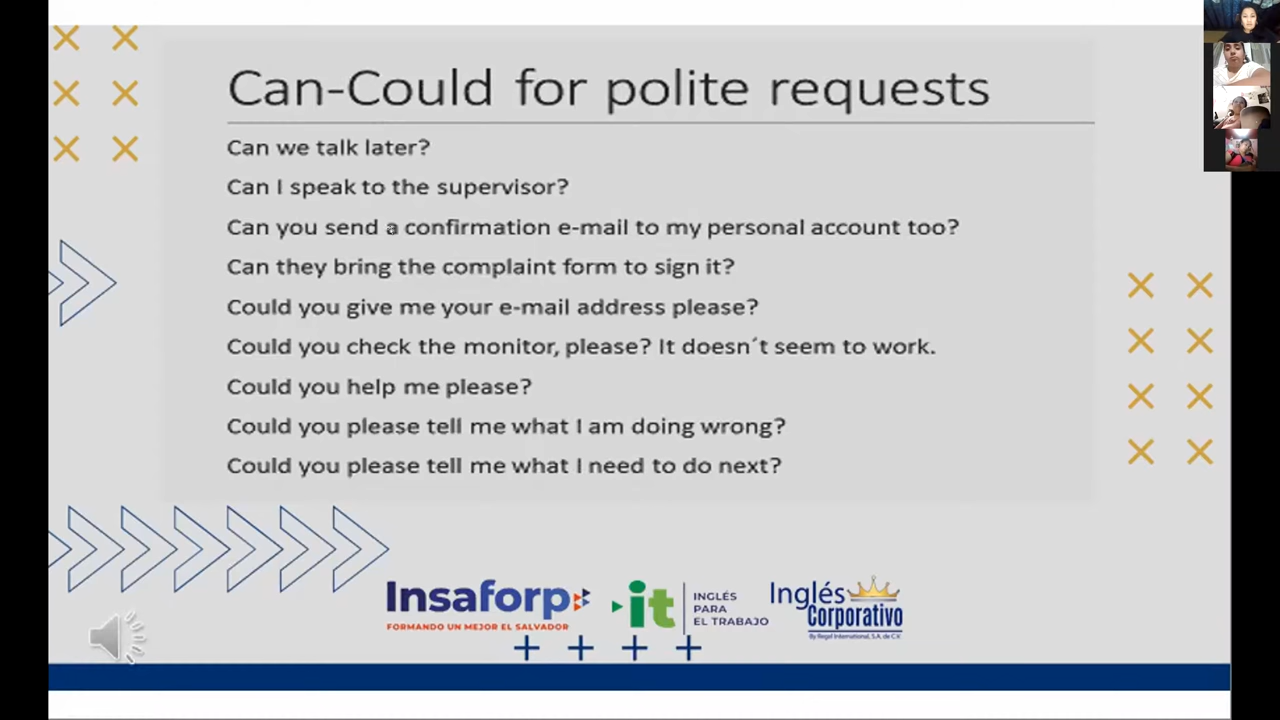 Can-Could for polite requests
Can we talk later?
Can I speak to the supervisor?
Can you send a confirmation e-mail to my personal account too?
Can they bring the complaint form to sign it?
Could you give me your e-mail address please?
Could you check the monitor, please? It doesn´t seem to work.
Could you help me please?
Could you please tell me what I am doing wrong?
Could you please tell me what I need to do next?
Insaforp
FORMANDO UN MEJOR EL SALVADOR
it
INGLÉS
PARA
EL TRABAJO
Inglés
Corporativo
By Regal International, S.A. de C.V.